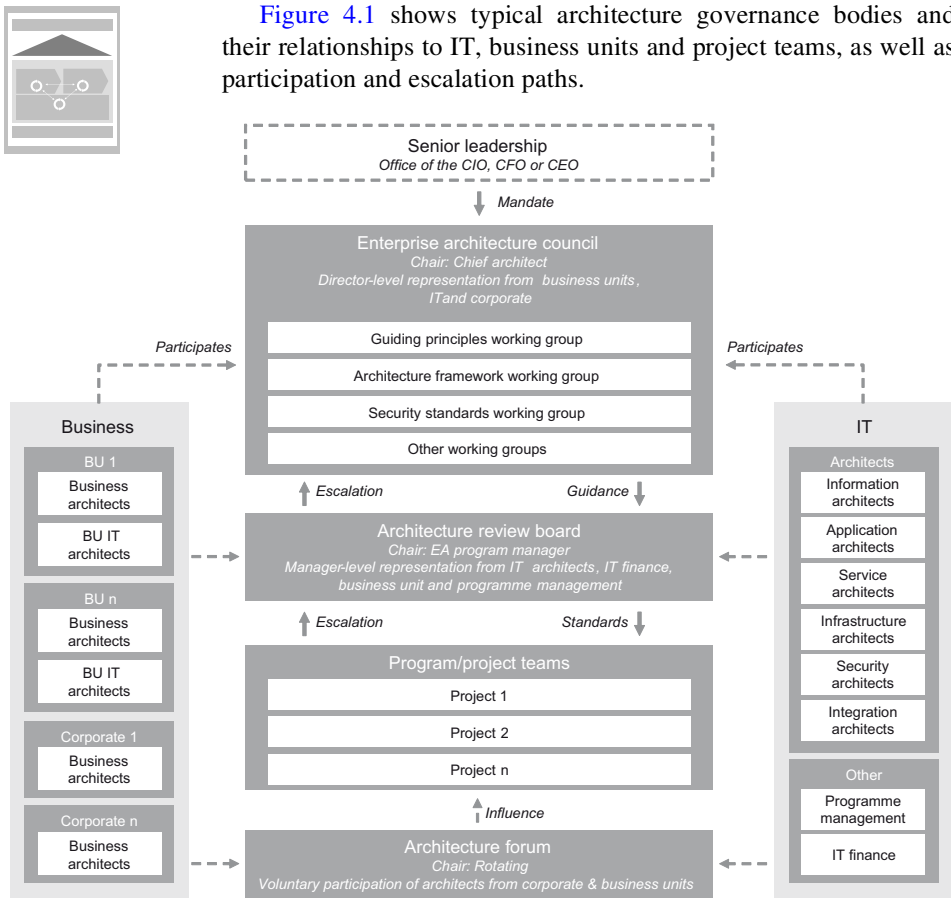 Figure 4.1 shows typical architecture governance bodies and
their relationships to IT, business units and project teams, as well as
participation and escalation paths.
Senior leadership
Office of the CIO, CFO or CEO
Mandate
Enterprise architecture council
Chair: Chief architect
Director-level representation from business units,
ITand corporate
Guiding principles working group
Architecture framework working group
Security standards working group
Other working groups
Participates
Participates
Business
BU 1
Business
architects
BU IT
architects
BU n
Business
architects
BU IT
architects
Corporate 1
Business
architects
Corporate n
Business
architects
Escalation
Guidance
Architecture review board
Chair: EA program manager
Manager-level representation from IT architects, IT finance,
business unit and programme management
Escalation
Standards
Program/project teams
Project 1
Project 2
Project n
Influence
Architecture forum
Chair: Rotating
Voluntary participation of architects from corporate & business units
IT
Architects
Information
architects
Application
architects
Service
architects
Infrastructure
architects
Security
architects
Integration
architects
Other
Programme
management
IT finance